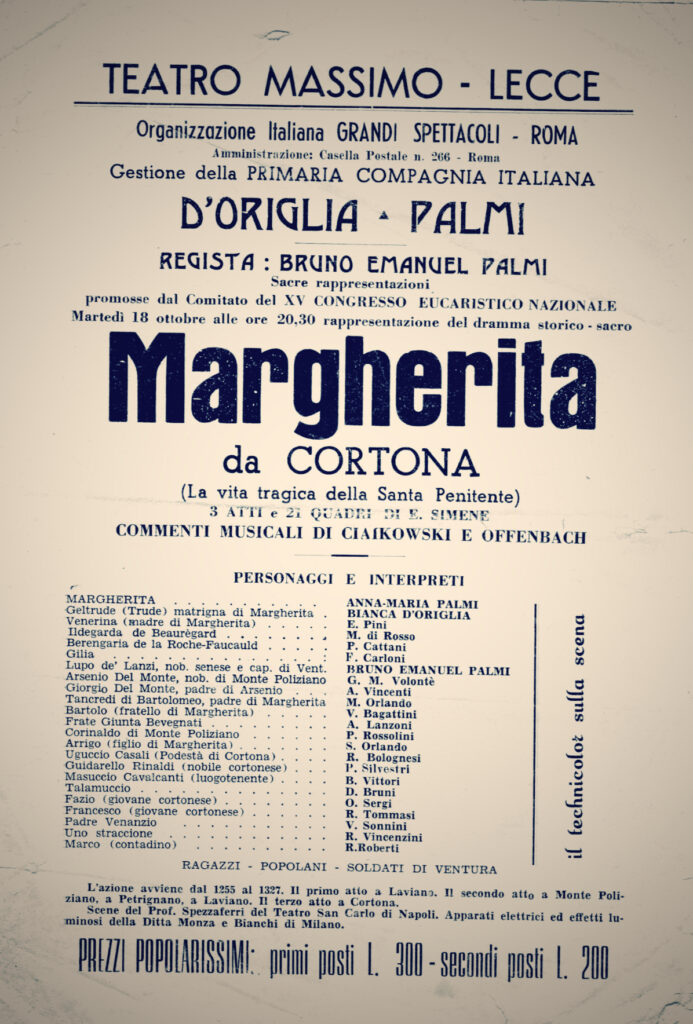 TEATRO MASSIMO - LECCE
Organizzazione Italiana GRANDI SPETTACOLI - ROMA
Amministrazione: Casella Postale n. 266 - Roma
Gestione della PRIMARIA COMPAGNIA ITALIANA
D'ORIGLIA - PALMI
REGISTA : BRUNO EMANUEL PALMI
Sacre rappresentazioni
promosse dal Comitato del XV CONGRESSO EUCARISTICO NAZIONALE
Martedì 18 ottobre alle ore 20,30 rappresentazione del dramma storico - sacro
Margherita
da CORTONA
(La vita tragica della Santa Penitente)
3 ATTI e 21 QUADRI DI E. SIMENE
COMMENTI MUSICALI DI CIAIKOWSKI E OFFENBACH
PERSONAGGI E INTERPRETI
MARGHERITA . . . . . . . . . . . ANNA-MARIA PALMI
Geltrude (Trude) matrigna di Margherita . BIANCA D'ORIGLIA
Venerina (madre di Margherita) . . . . . E. Pini
Ildegarda de Beaurègard . . . . . . . M. di Rosso
Berengaria de la Roche-Faucauld . . . . P. Cattani
Gilia . . . . . . . . . . . . . F. Carloni
Lupo de' Lanzi, nob. senese e cap. di Vent. BRUNO EMANUEL PALMI
Arsenio Del Monte, nob. di Monte Poliziano G. M. Volontè
Giorgio Del Monte, padre di Arsenio . . . A. Vincenti
Tancredi di Bartolomeo, padre di Margherita M. Orlando
Bartolo (fratello di Margherita) . . . . . V. Bagattini
Frate Giunta Bevegnati . . . . . . . A. Lanzoni
Corinaldo di Monte Poliziano . . . . . P. Rossolini
Arrigo (figlio di Margherita) . . . . . . S. Orlando
Uguccio Casali (Podestà di Cortona) . . . R. Bolognesi
Guidarello Rinaldi (nobile cortonese) . . . P. Silvestri
Masuccio Cavalcanti (luogotenente) . . . . B. Vittori
Talamuccio . . . . . . . . . . . D. Bruni
Fazio (giovane cortonese) . . . . . . . O. Sergi
Francesco (giovane cortonese) . . . . . R. Tommasi
Padre Venanzio . . . . . . . . . V. Sonnini
Uno straccione . . . . . . . . . R. Vincenzini
Marco (contadino) . . . . . . . . . R.Roberti
il technicolor sulla scena
RAGAZZI - POPOLANI - SOLDATI DI VENTURA
L'azione avviene dal 1255 al 1327. Il primo atto a Laviano. Il secondo atto a Monte Poli-
ziano, a Petrignano, a Laviano. Il terzo atto a Cortona.
Scene del Prof. Spezzaferri del Teatro San Carlo di Napoli. Apparati elettrici ed effetti lu-
minosi della Ditta Monza e Bianchi di Milano.
PREZZI POPOLARISSIMI: primi posti L. 300 - secondi posti L. 200